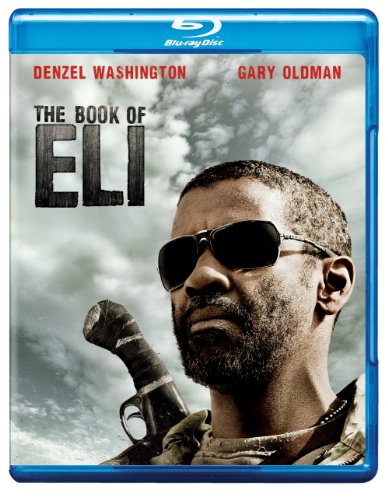 Blu-ray Disc
DENZEL WASHINGTON GARY OLDMAN
THE BOOK OF
ELI